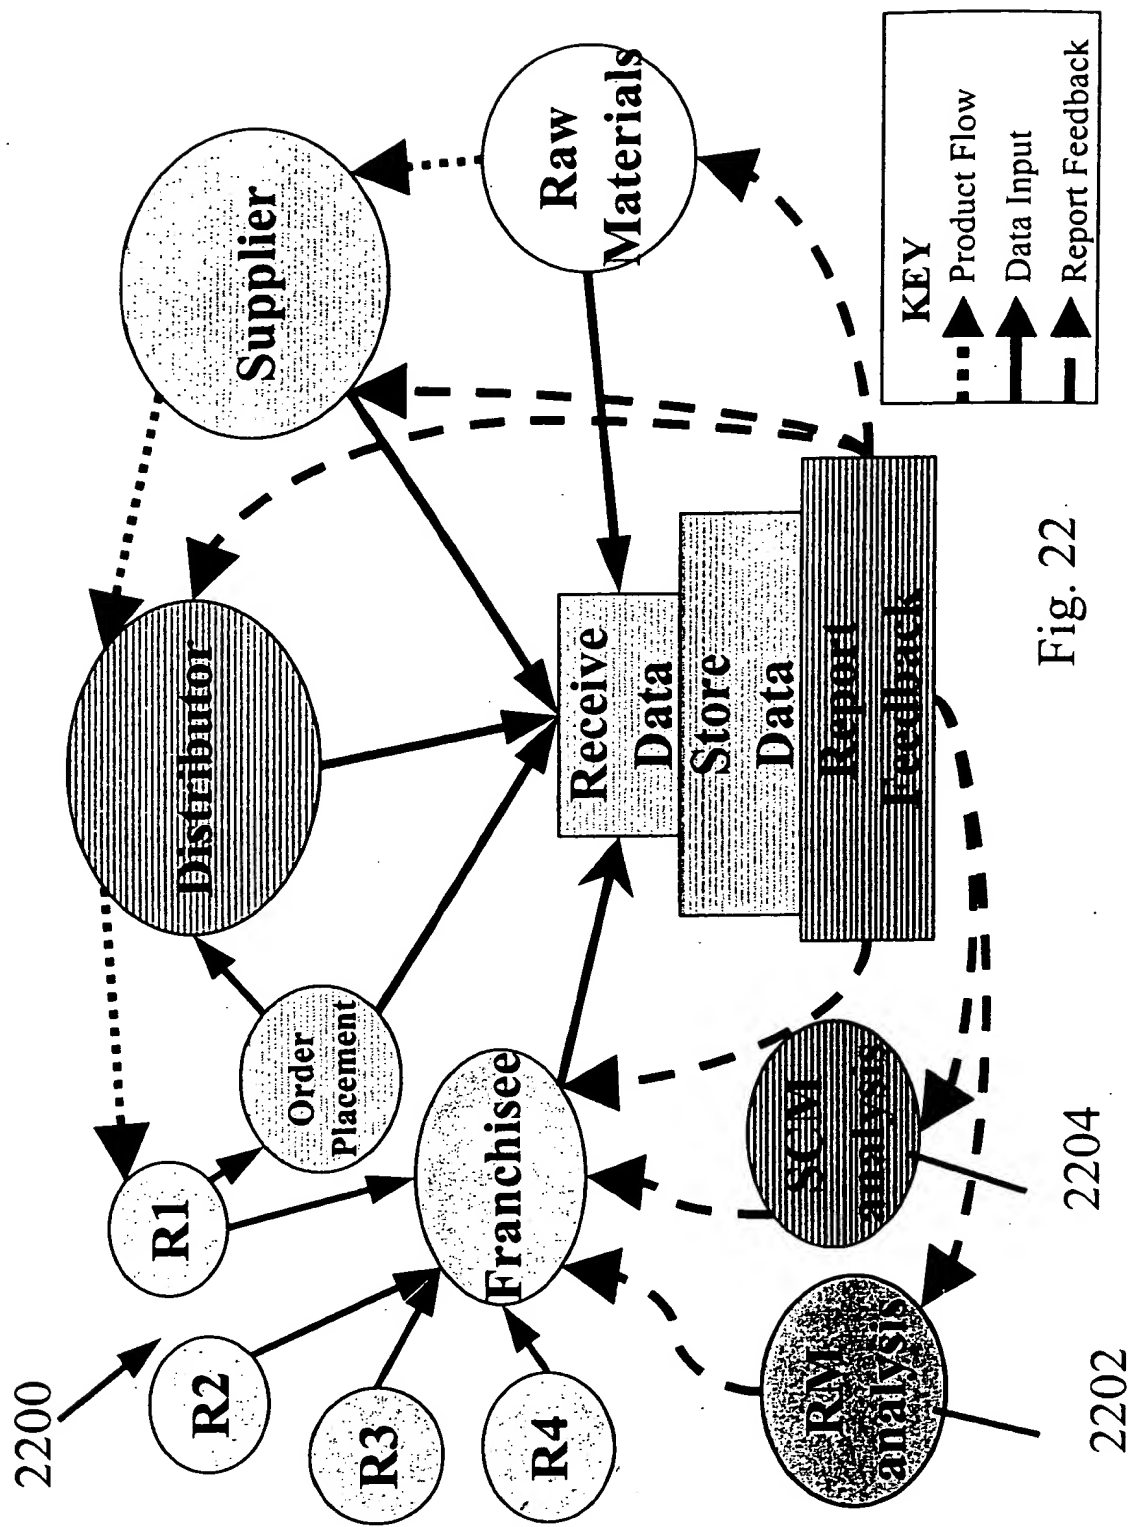 2200
R1
R2
R3
R4
Order
Placement
Distributor
Supplier
Raw
Materials
Franchisee
Receive
Data
Store
Data
Report
Feedback
SCM
analysis
RM
analysis
2202
2204
KEY
Product Flow
Data Input
Report Feedback
Fig. 22